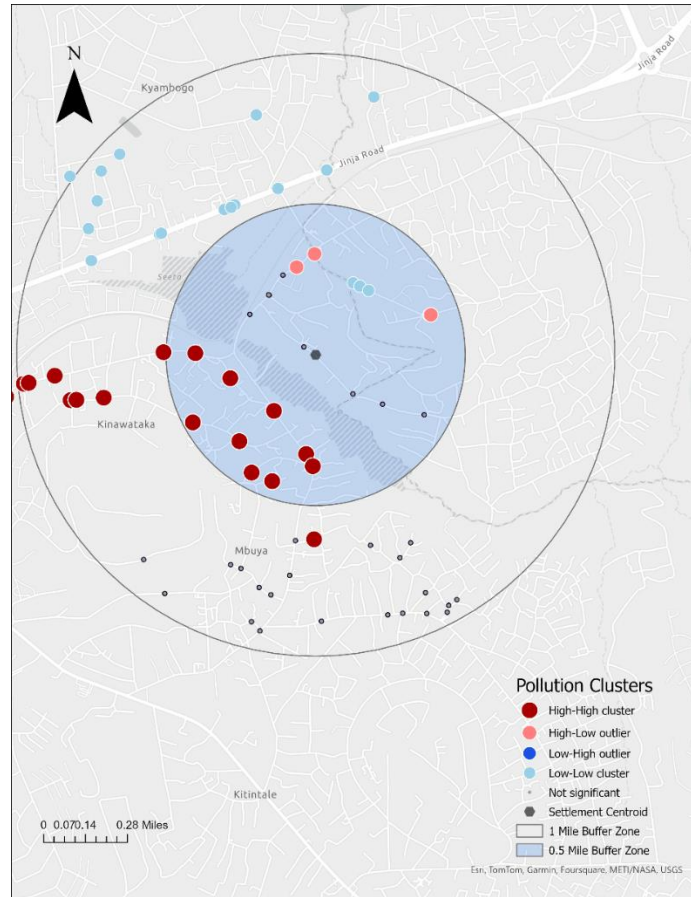 N
Kyambogo
Jinja Road
Jinja Road
Kinawataka
Mbuya
Kitintale
Pollution Clusters
High-High cluster
High-Low outlier
Low-High outlier
Low-Low cluster
Not significant
Settlement Centroid
1 Mile Buffer Zone
0.5 Mile Buffer Zone
0 0.070.14 0.28 Miles
Esri, TomTom, Garmin, Foursquare, METI/NASA, USGS